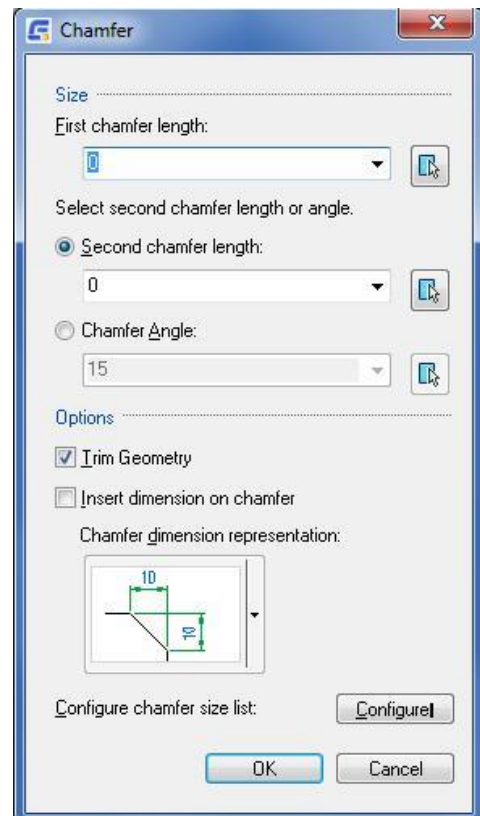 Chamfer
x
Size
First chamfer length:
0
Select second chamfer length or angle.
Second chamfer length:
0
Chamfer Angle:
15
Options
Trim Geometry
Insert dimension on chamfer
Chamfer dimension representation:
10
10
Configure chamfer size list:
Configure
OK Cancel